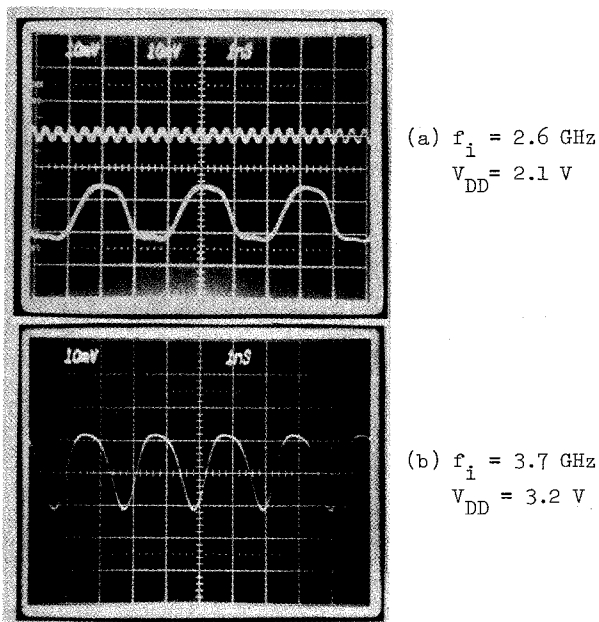 10mV 10mV 1nS
(a) f_i = 2.6 GHz
V_DD = 2.1 V
10mV 1nS
(b) f_i = 3.7 GHz
V_DD = 3.2 V